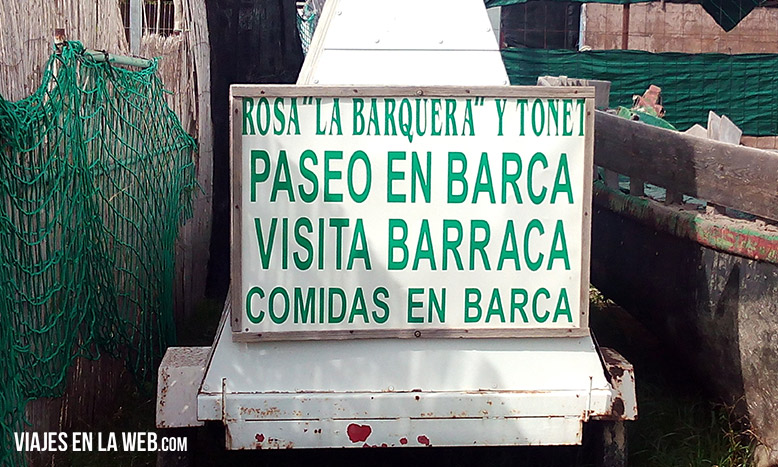 ROSA "LA BARQUERA" Y TONET
PASEO EN BARCA
VISITA BARRACA
COMIDAS EN BARCA
VIAJES EN LA WEB.COM